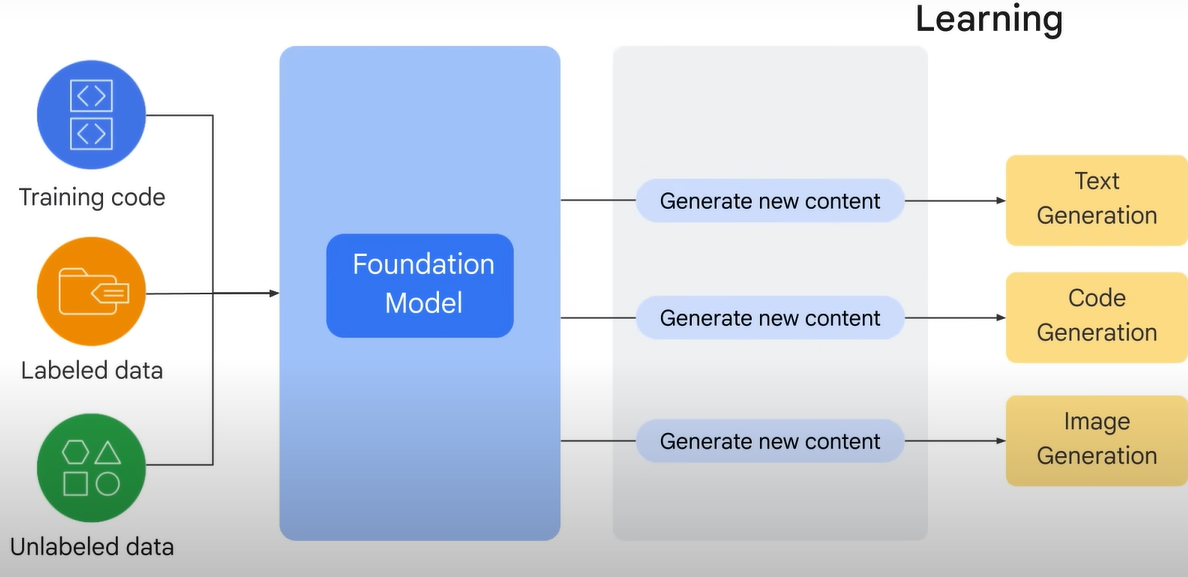 Learning
Training code
Labeled data
Unlabeled data
Foundation
Model
Generate new content
Generate new content
Generate new content
Text
Generation
Code
Generation
Image
Generation